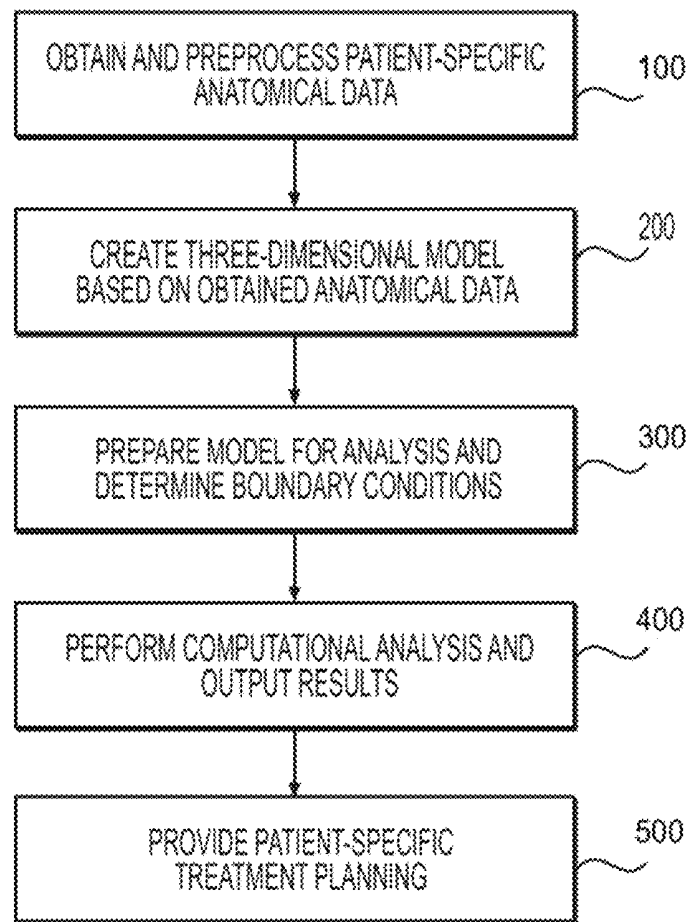 OBTAIN AND PREPROCESS PATIENT-SPECIFIC
ANATOMICAL DATA
100
CREATE THREE-DIMENSIONAL MODEL
BASED ON OBTAINED ANATOMICAL DATA
200
PREPARE MODEL FOR ANALYSIS AND
DETERMINE BOUNDARY CONDITIONS
300
PERFORM COMPUTATIONAL ANALYSIS AND
OUTPUT RESULTS
400
PROVIDE PATIENT-SPECIFIC
TREATMENT PLANNING
500